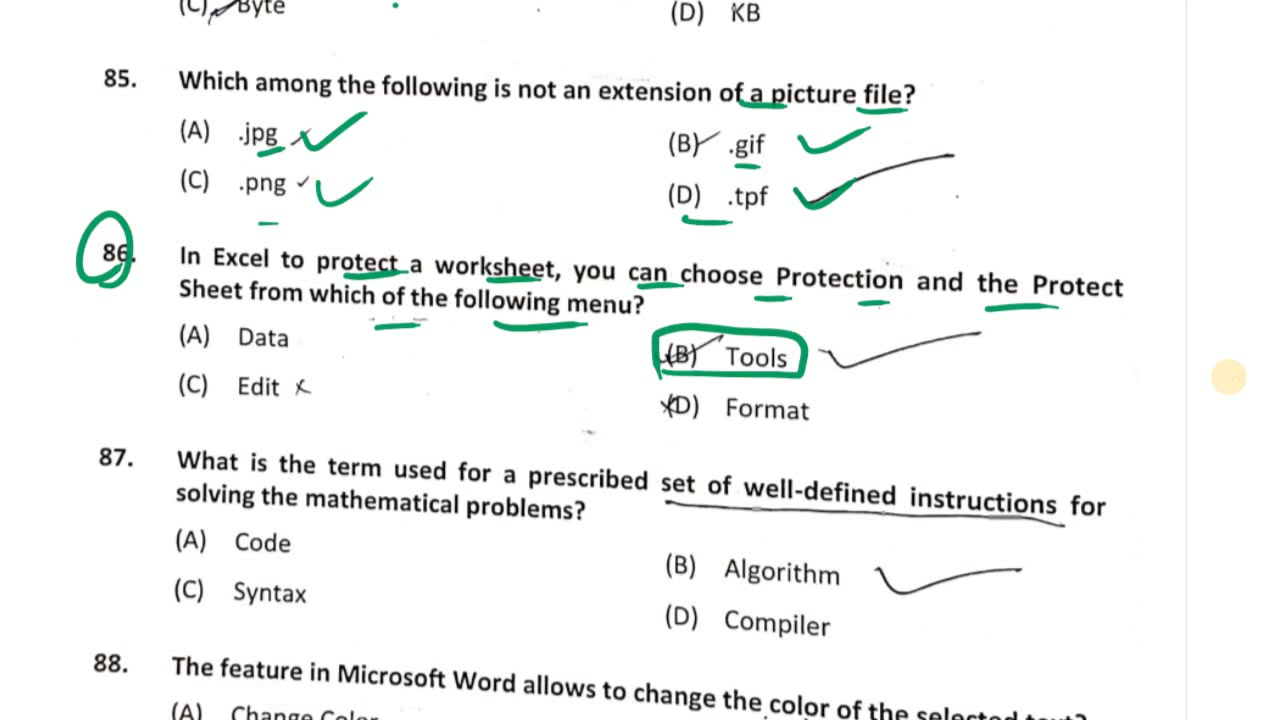 (C) Byte
(D) KB
85. Which among the following is not an extension of a picture file?
(A) .jpg
(B) .gif
(C) .png
(D) .tpf
86. In Excel to protect a worksheet, you can choose Protection and the Protect
Sheet from which of the following menu?
(A) Data
(B) Tools
(C) Edit
(D) Format
87. What is the term used for a prescribed set of well-defined instructions for
solving the mathematical problems?
(A) Code
(B) Algorithm
(C) Syntax
(D) Compiler
88. The feature in Microsoft Word allows to change the color of the selected text?
(A) Change Color